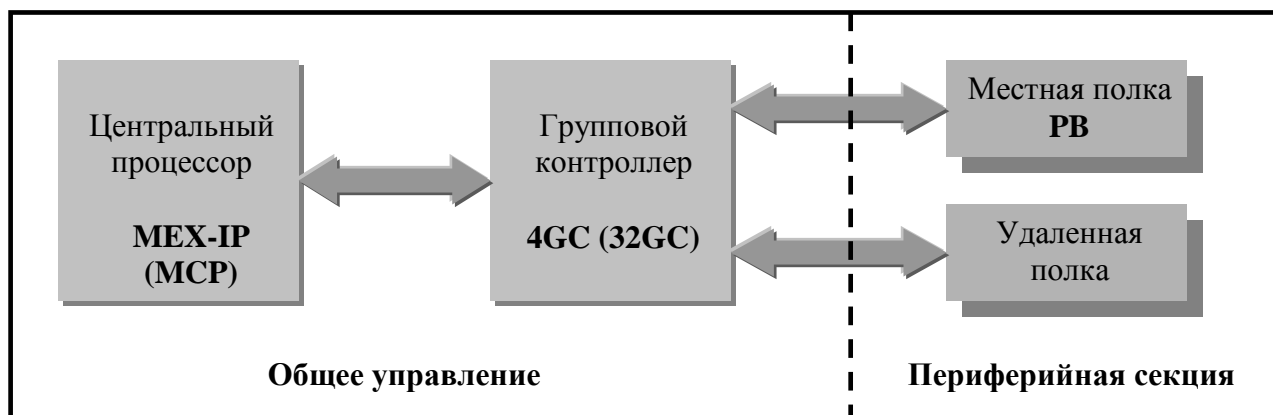 Центральный
процессор
MEX-IP
(MCP)
Групповой
контроллер
4GC (32GC)
Местная полка
PB
Удаленная
полка
Общее управление
Периферийная секция